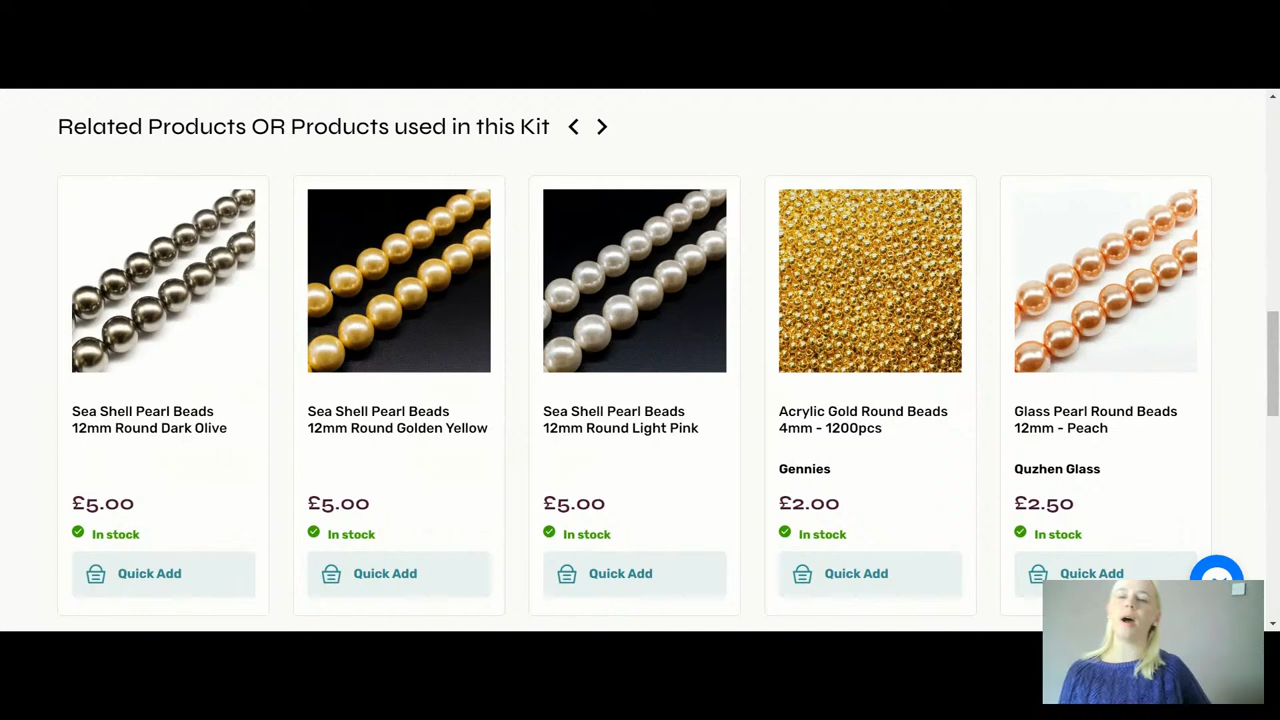 Related Products OR Products used in this Kit
Sea Shell Pearl Beads
12mm Round Dark Olive
£5.00
In stock
Quick Add
Sea Shell Pearl Beads
12mm Round Golden Yellow
£5.00
In stock
Quick Add
Sea Shell Pearl Beads
12mm Round Light Pink
£5.00
In stock
Quick Add
Acrylic Gold Round Beads
4mm - 1200pcs
Gennies
£2.00
In stock
Quick Add
Glass Pearl Round Beads
12mm - Peach
Quzhen Glass
£2.50
In stock
Quick Add